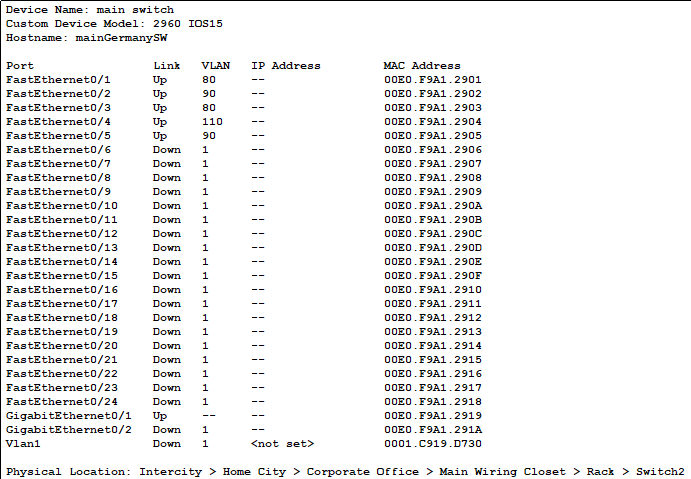 Device Name: main switch
Custom Device Model: 2960 IOS15
Hostname: mainGermanySW
Port Link VLAN IP Address MAC Address
FastEthernet0/1 Up 80 -- 00E0.F9A1.2901
FastEthernet0/2 Up 90 -- 00E0.F9A1.2902
FastEthernet0/3 Up 80 -- 00E0.F9A1.2903
FastEthernet0/4 Up 110 -- 00E0.F9A1.2904
FastEthernet0/5 Up 90 -- 00E0.F9A1.2905
FastEthernet0/6 Down 1 -- 00E0.F9A1.2906
FastEthernet0/7 Down 1 -- 00E0.F9A1.2907
FastEthernet0/8 Down 1 -- 00E0.F9A1.2908
FastEthernet0/9 Down 1 -- 00E0.F9A1.2909
FastEthernet0/10 Down 1 -- 00E0.F9A1.290A
FastEthernet0/11 Down 1 -- 00E0.F9A1.290B
FastEthernet0/12 Down 1 -- 00E0.F9A1.290C
FastEthernet0/13 Down 1 -- 00E0.F9A1.290D
FastEthernet0/14 Down 1 -- 00E0.F9A1.290E
FastEthernet0/15 Down 1 -- 00E0.F9A1.290F
FastEthernet0/16 Down 1 -- 00E0.F9A1.2910
FastEthernet0/17 Down 1 -- 00E0.F9A1.2911
FastEthernet0/18 Down 1 -- 00E0.F9A1.2912
FastEthernet0/19 Down 1 -- 00E0.F9A1.2913
FastEthernet0/20 Down 1 -- 00E0.F9A1.2914
FastEthernet0/21 Down 1 -- 00E0.F9A1.2915
FastEthernet0/22 Down 1 -- 00E0.F9A1.2916
FastEthernet0/23 Down 1 -- 00E0.F9A1.2917
FastEthernet0/24 Down 1 -- 00E0.F9A1.2918
GigabitEthernet0/1 Up -- -- 00E0.F9A1.2919
GigabitEthernet0/2 Down 1 -- 00E0.F9A1.291A
Vlan1 Down 1 <not set> 0001.C919.D730
Physical Location: Intercity > Home City > Corporate Office > Main Wiring Closet > Rack > Switch2